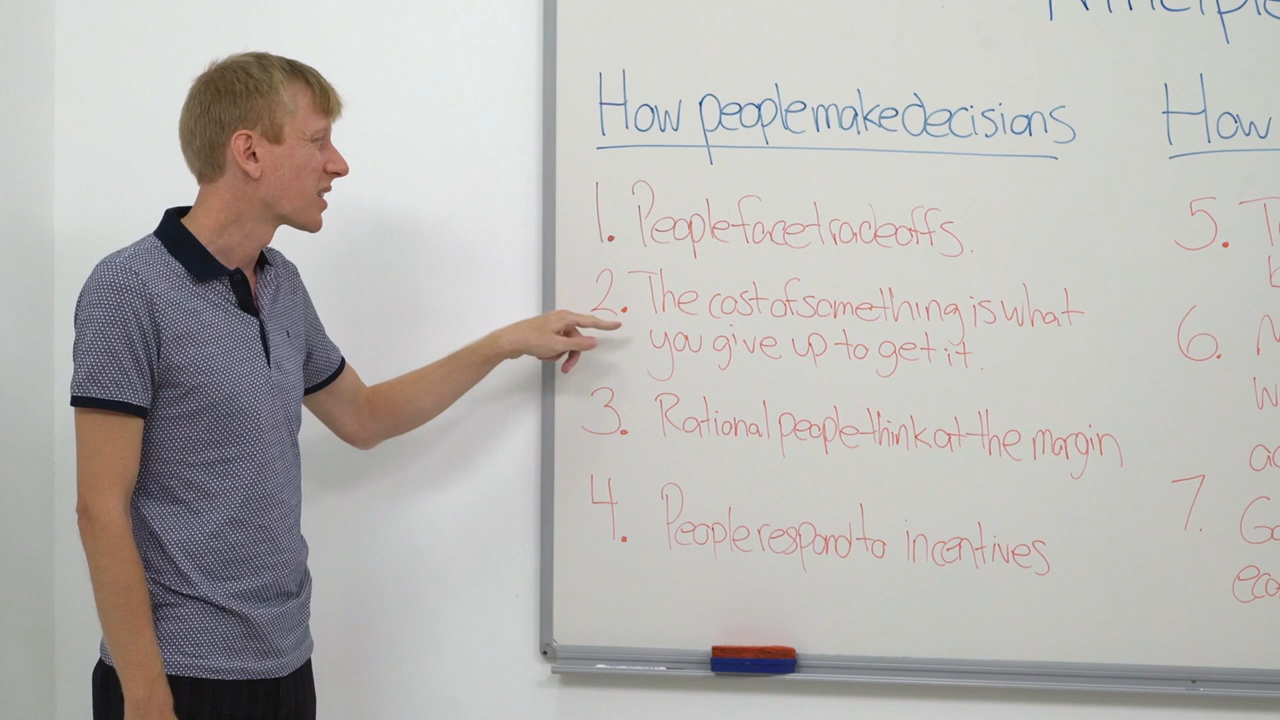 How people make decisions
1. People face tradeoffs.
2. The cost of something is what
you give up to get it.
3. Rational people think at the margin
4. People respond to incentives
How
5.
6.
7.